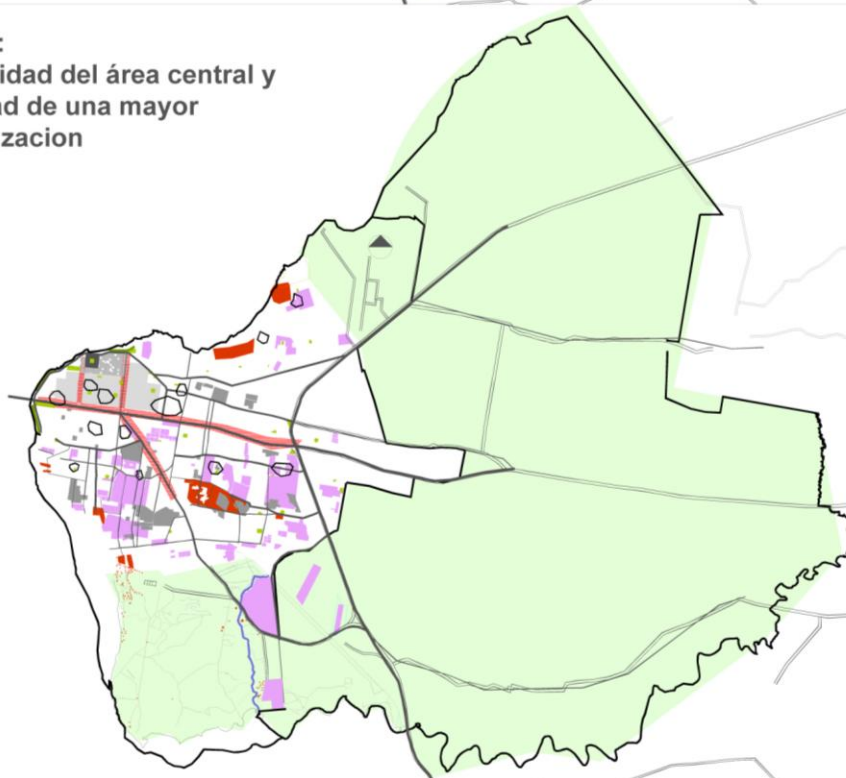 :
idad del área central y
ad de una mayor
zacion